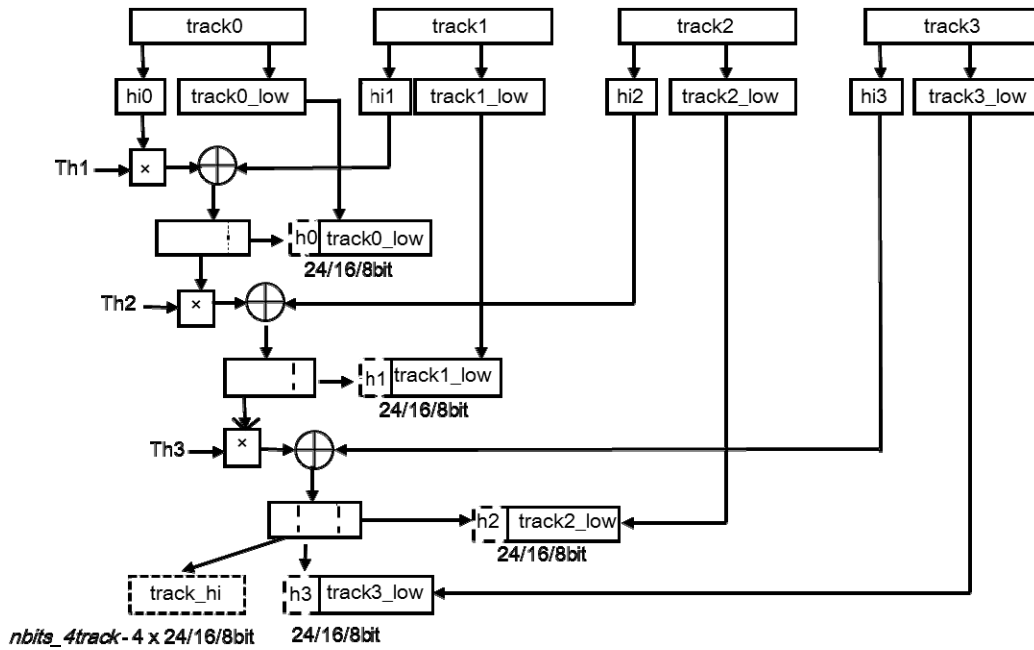 track0
track1
track2
track3
hi0
track0_low
hi1
track1_low
hi2
track2_low
hi3
track3_low
Th1
×
h0
track0_low
24/16/8bit
Th2
×
h1
track1_low
24/16/8bit
Th3
×
h2
track2_low
24/16/8bit
track_hi
h3
track3_low
nbits_4track - 4 x 24/16/8bit
24/16/8bit